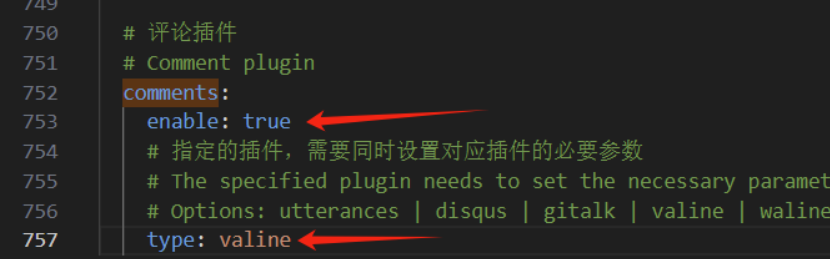 749
750 # 评论插件
751 # Comment plugin
752 comments:
753 enable: true
754 # 指定的插件，需要同时设置对应插件的必要参数
755 # The specified plugin needs to set the necessary paramet
756 # Options: utterances | disqus | gitalk | valine | waline
757 type: valine